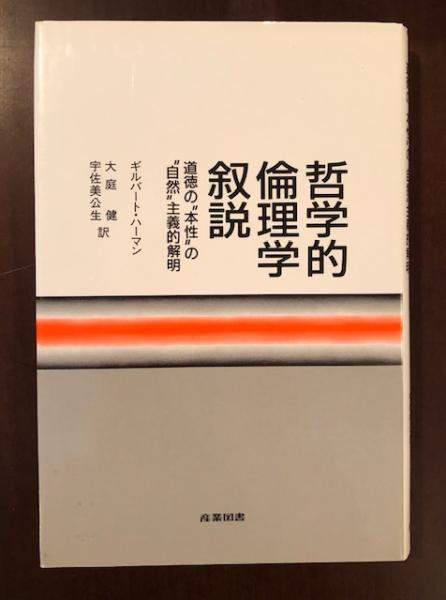 哲学的
倫理学
叙説
道徳の〝本性〟の
〝自然〟主義的解明
ギルバート・ハーマン
大庭 健
宇佐美公生 訳
産業図書